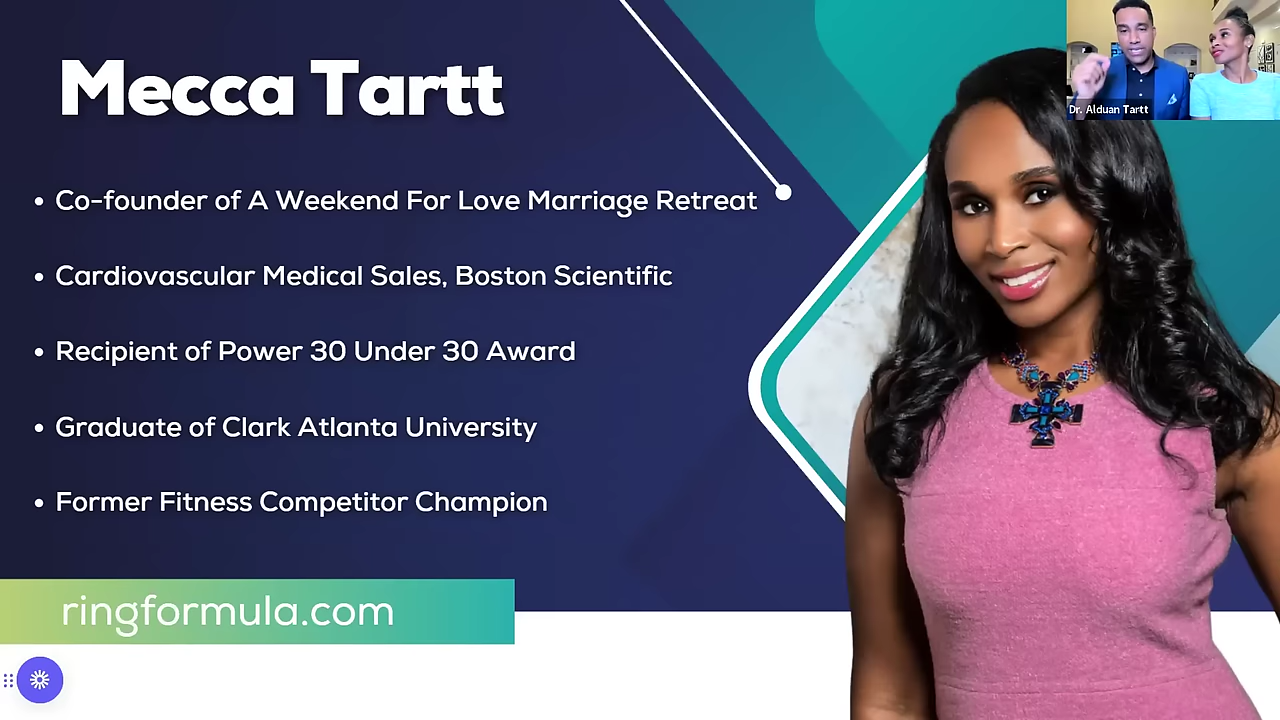 Mecca Tartt
Dr. Alduan Tartt
• Co-founder of A Weekend For Love Marriage Retreat
• Cardiovascular Medical Sales, Boston Scientific
• Recipient of Power 30 Under 30 Award
• Graduate of Clark Atlanta University
• Former Fitness Competitor Champion
ringformula.com